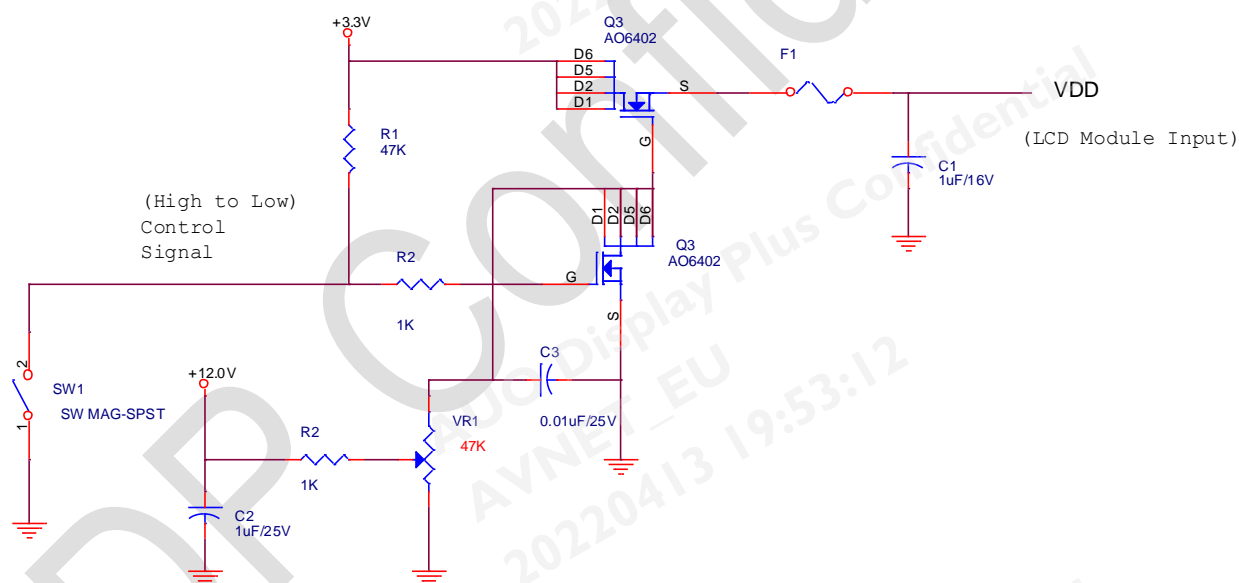 +3.3V
Q3
AO6402
D6
D5
D2
D1
S
G
F1
VDD
(LCD Module Input)
R1
47K
C1
1uF/16V
(High to Low)
Control
Signal
D1
D2
D5
D6
Q3
AO6402
R2
1K
G
S
2
1
SW1
SW MAG-SPST
+12.0V
C3
0.01uF/25V
VR1
47K
R2
1K
C2
1uF/25V
DP Confid
AUO Display Plus Confidential
AVNET_EU
20220413 19:53:12
2022